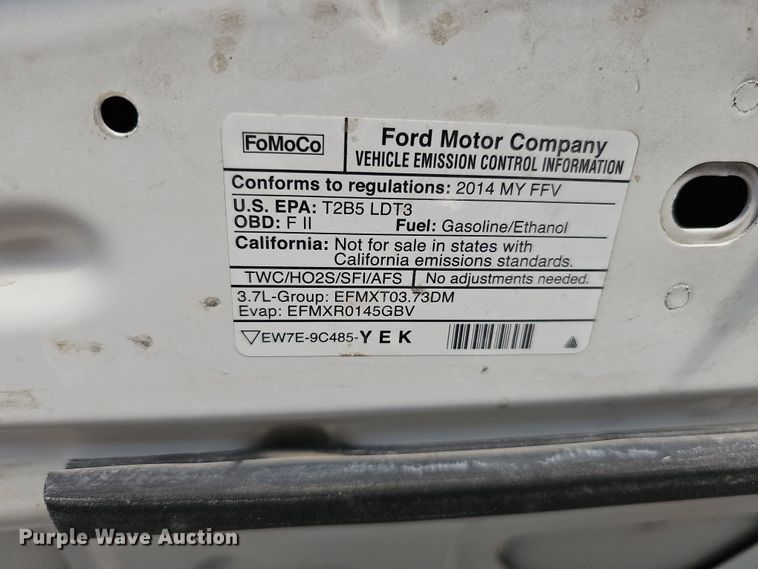 FoMoCo
Ford Motor Company
VEHICLE EMISSION CONTROL INFORMATION
Conforms to regulations: 2014 MY FFV
U.S. EPA: T2B5 LDT3
OBD: F II Fuel: Gasoline/Ethanol
California: Not for sale in states with
California emissions standards.
TWC/HO2S/SFI/AFS No adjustments needed.
3.7L-Group: EFMXT03.73DM
Evap: EFMXR0145GBV
EW7E-9C485-YEK
Purple Wave Auction